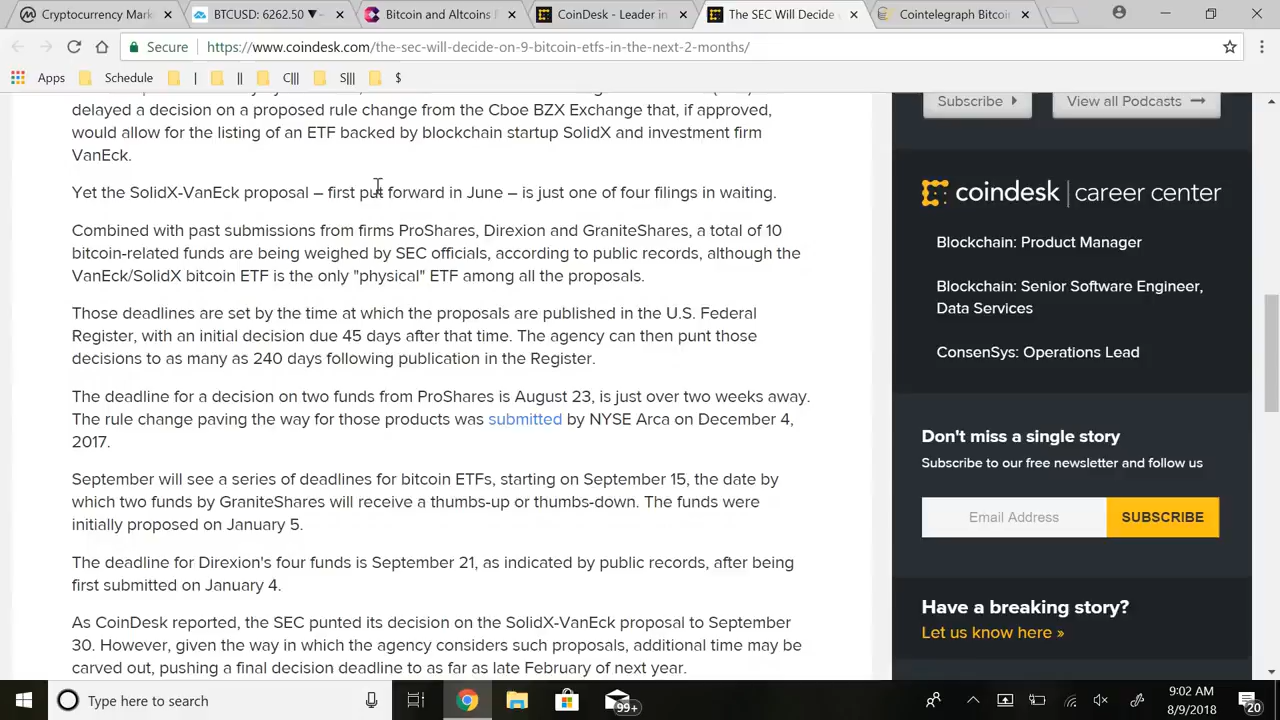 Cryptocurrency Mark
BTCUSD: 6262.50 ▼
Bitcoin and Altcoins F
CoinDesk - Leader in
The SEC Will Decide
Cointelegraph Bitcoin
Secure
https://www.coindesk.com/the-sec-will-decide-on-9-bitcoin-etfs-in-the-next-2-months/
Apps
Schedule
|
||
C|||
S|||
$
delayed a decision on a proposed rule change from the Cboe BZX Exchange that, if approved,
would allow for the listing of an ETF backed by blockchain startup SolidX and investment firm
VanEck.
Yet the SolidX-VanEck proposal – first put forward in June – is just one of four filings in waiting.
Combined with past submissions from firms ProShares, Direxion and GraniteShares, a total of 10
bitcoin-related funds are being weighed by SEC officials, according to public records, although the
VanEck/SolidX bitcoin ETF is the only "physical" ETF among all the proposals.
Those deadlines are set by the time at which the proposals are published in the U.S. Federal
Register, with an initial decision due 45 days after that time. The agency can then punt those
decisions to as many as 240 days following publication in the Register.
The deadline for a decision on two funds from ProShares is August 23, is just over two weeks away.
The rule change paving the way for those products was submitted by NYSE Arca on December 4,
2017.
September will see a series of deadlines for bitcoin ETFs, starting on September 15, the date by
which two funds by GraniteShares will receive a thumbs-up or thumbs-down. The funds were
initially proposed on January 5.
The deadline for Direxion's four funds is September 21, as indicated by public records, after being
first submitted on January 4.
As CoinDesk reported, the SEC punted its decision on the SolidX-VanEck proposal to September
30. However, given the way in which the agency considers such proposals, additional time may be
carved out, pushing a final decision deadline to as far as late February of next year.
Subscribe
View all Podcasts
coindesk | career center
Blockchain: Product Manager
Blockchain: Senior Software Engineer,
Data Services
ConsenSys: Operations Lead
Don't miss a single story
Subscribe to our free newsletter and follow us
Email Address
SUBSCRIBE
Have a breaking story?
Let us know here »
Type here to search
99+
9:02 AM
8/9/2018
20